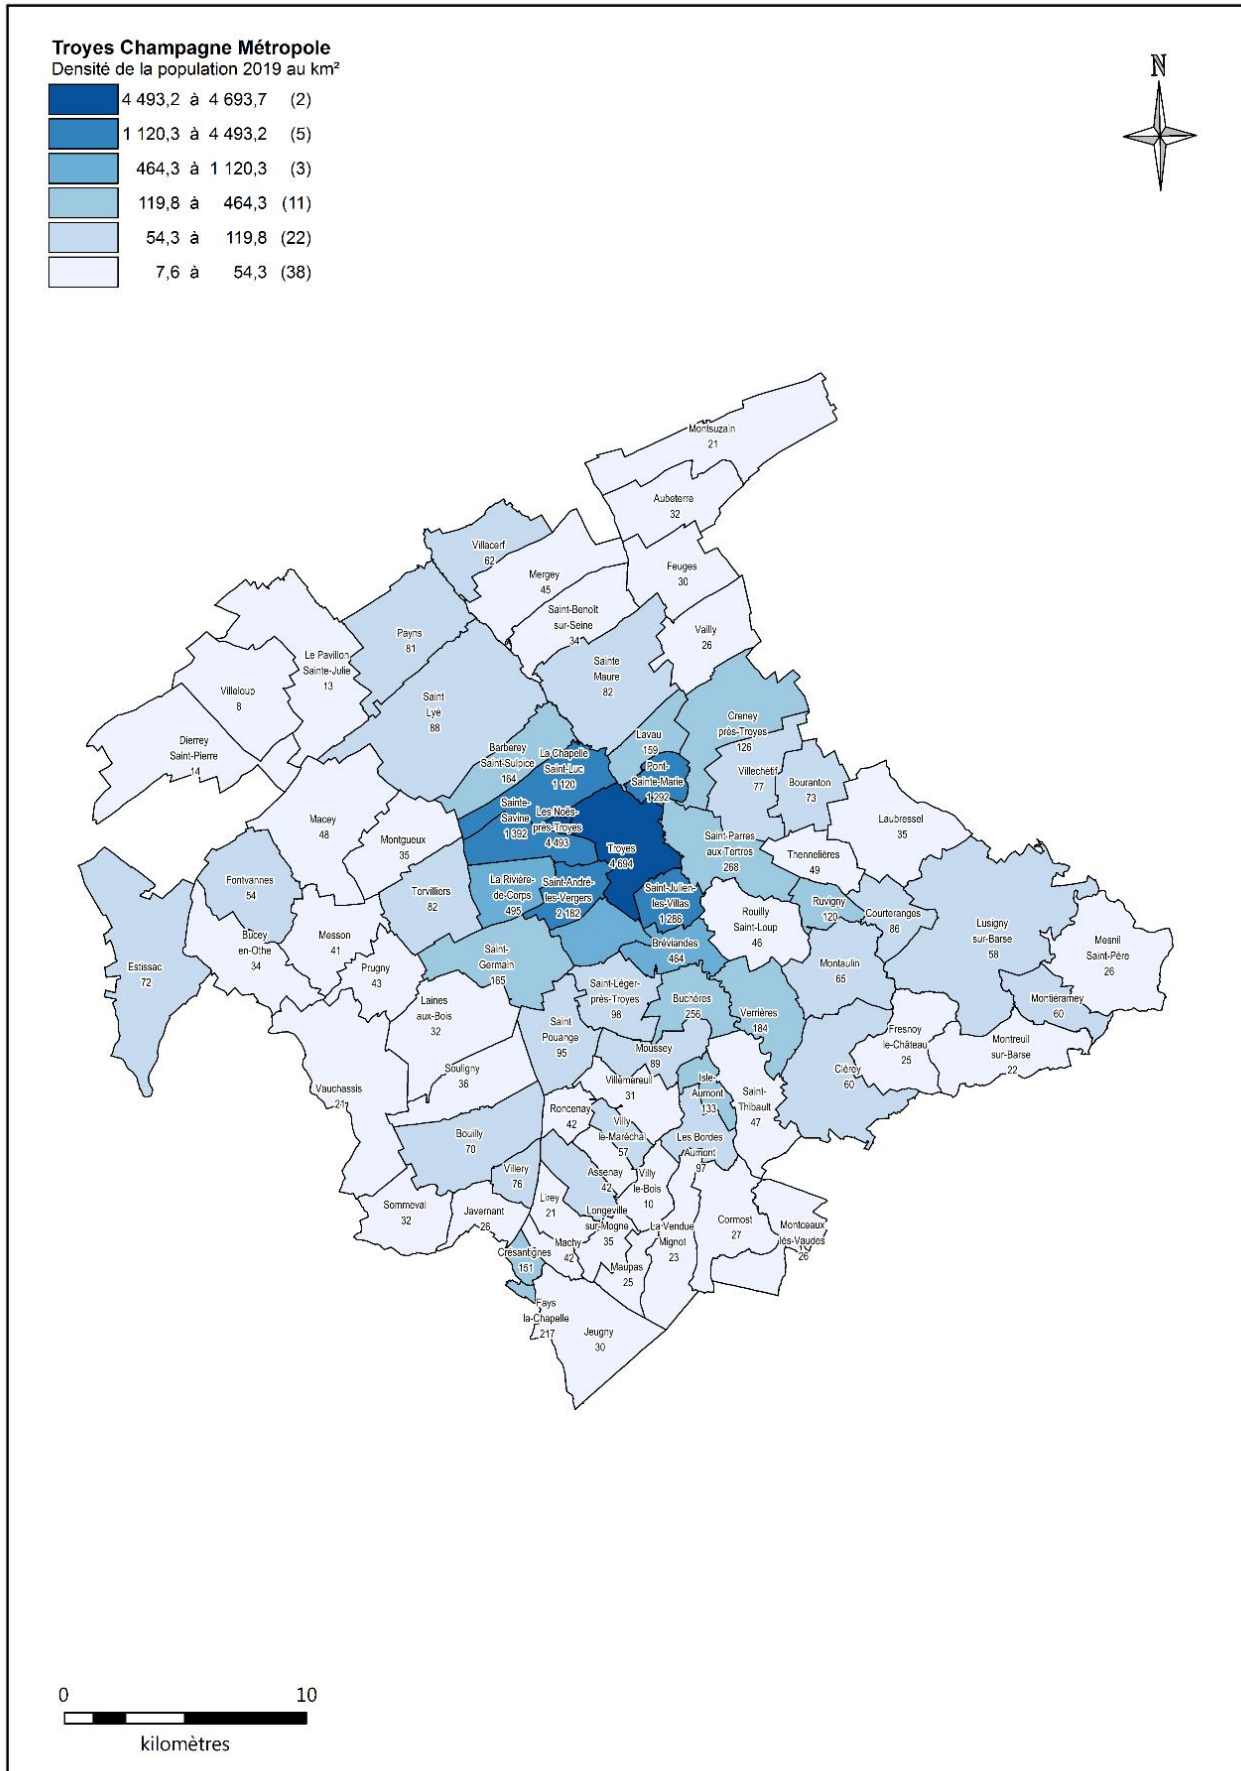 Troyes Champagne Métropole
Densité de la population 2019 au km²
4 493,2 à 4 693,7 (2)
1 120,3 à 4 493,2 (5)
464,3 à 1 120,3 (3)
119,8 à 464,3 (11)
54,3 à 119,8 (22)
7,6 à 54,3 (38)
N
Montsuzain
21
Aubeterre
32
Villacerf
62
Mergey
45
Feuges
30
Saint-Benoît
sur-Seine
34
Payns
81
Vailly
26
Le Pavillon
Sainte-Julie
13
Sainte
Maure
82
Villeloup
8
Saint
Lyé
88
Dierrey
Saint-Pierre
14
Creney
près-Troyes
126
Lavau
159
Barberey
Saint-Sulpice
164
La Chapelle
Saint-Luc
1 120
Pont-
Sainte-Marie
1 292
Villechétif
77
Bouranton
73
Laubressel
35
Macey
48
Sainte-
Savine
1 392
Les Noës-
près-Troyes
4 493
Montgueux
35
Troyes
4 694
Saint-Parres
aux-Tertres
268
Thennelières
49
Fontvannes
54
Torvilliers
82
La Rivière-
de-Corps
495
Saint-André-
les-Vergers
2 182
Saint-Julien-
les-Villas
1 286
Rouilly
Saint-Loup
46
Ruvigny
120
Courteranges
86
Lusigny
sur-Barse
58
Mesnil
Saint-Père
26
Bucey
en-Othe
34
Messon
41
Prugny
43
Estissac
72
Saint-
Germain
165
Bréviandes
464
Montaulin
65
Laines
aux-Bois
32
Saint-Léger-
près-Troyes
98
Buchères
256
Verrières
184
Montiéramey
60
Saint
Pouange
95
Fresnoy
le-Château
25
Montreuil
sur-Barse
22
Moussey
89
Souligny
36
Vauchassis
21
Villemereuil
31
Isle-
Aumont
133
Saint-
Thibault
47
Clérey
60
Roncenay
42
Villy
le-Maréchal
57
Bouilly
70
Les Bordes
Aumont
97
Villery
76
Assenay
42
Villy
le-Bois
10
Sommeval
32
Javernant
26
Lirey
21
Longeville
sur-Mogne
35
La Vendue
Mignot
23
Cormost
27
Montceaux
lès-Vaudes
26
Cresantignes
151
Machy
42
Maupas
25
Fays
la-Chapelle
217
Jeugny
30
0 10
kilomètres